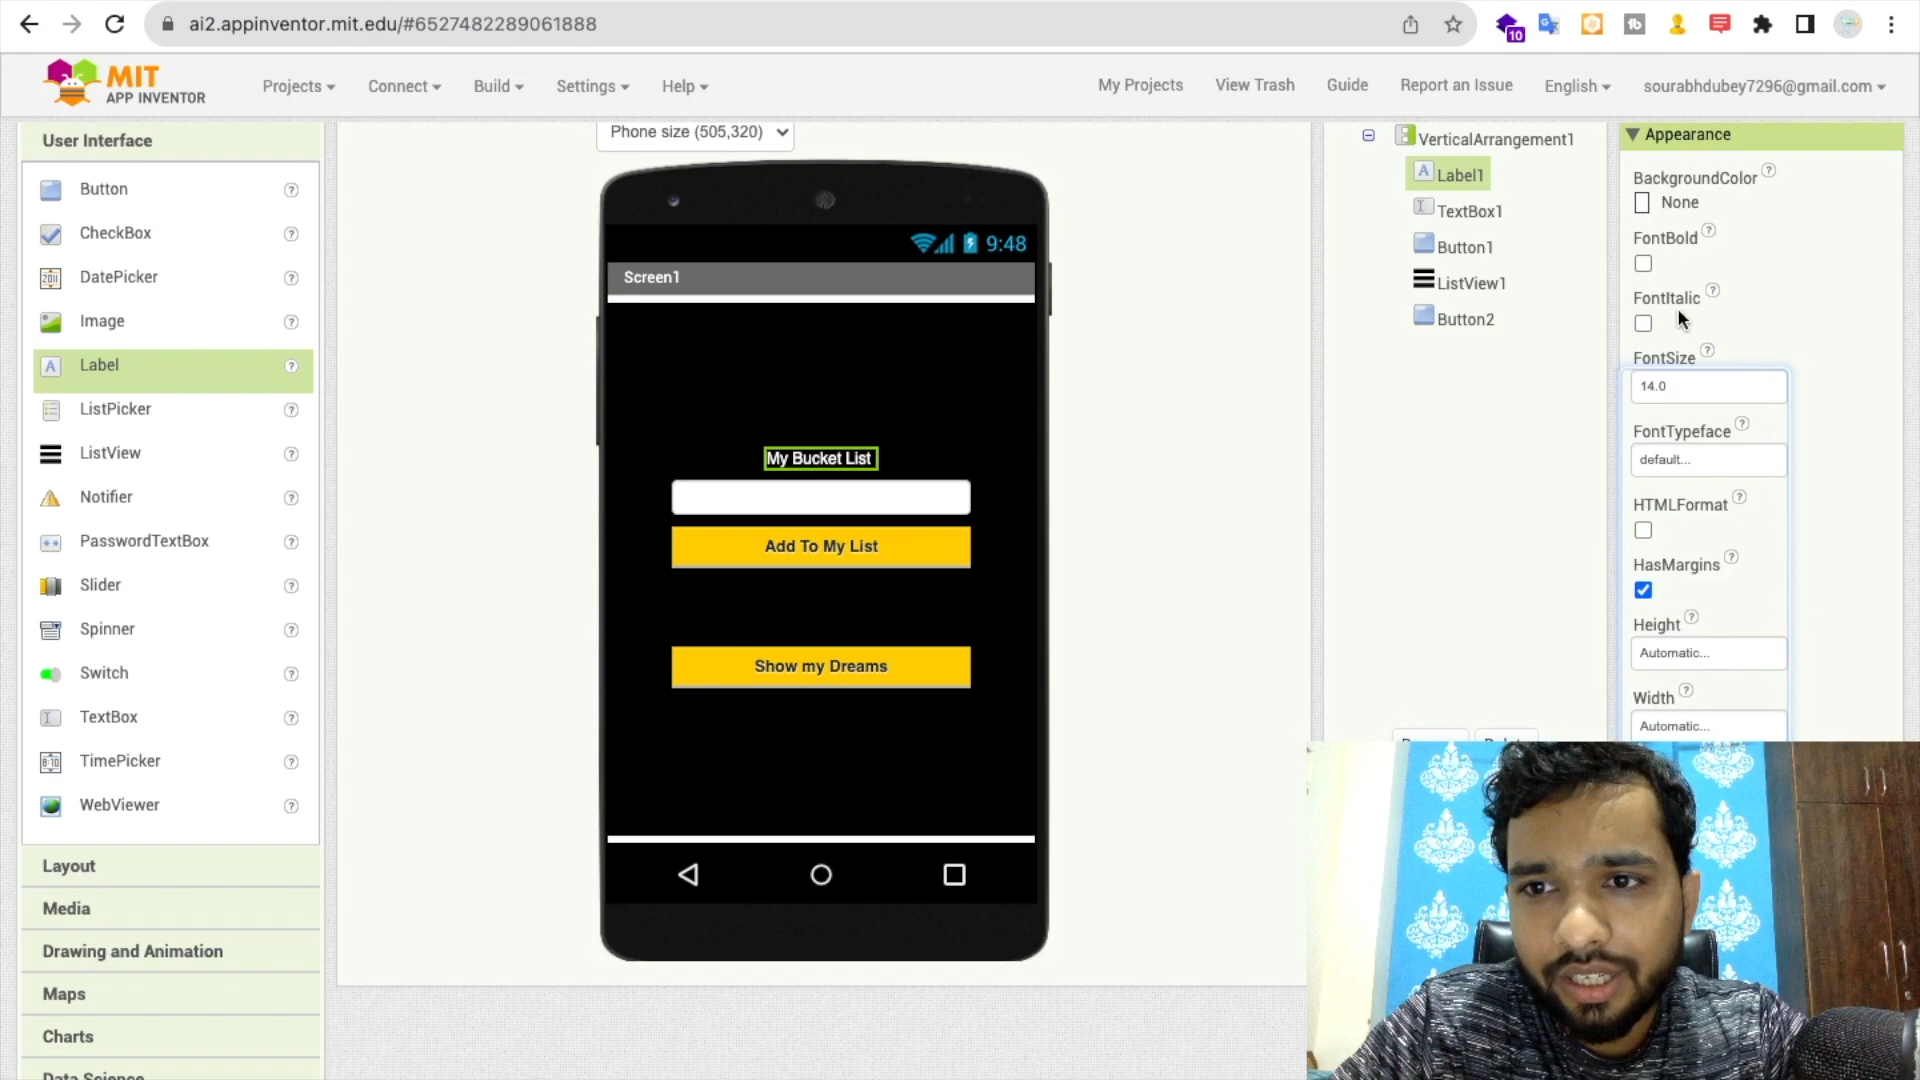 ai2.appinventor.mit.edu/#6527482289061888
10
MIT
APP INVENTOR
Projects
Connect
Build
Settings
Help
My Projects
View Trash
Guide
Report an Issue
English
sourabhdubey7296@gmail.com
User Interface
Button
CheckBox
DatePicker
Image
Label
ListPicker
ListView
Notifier
PasswordTextBox
Slider
Spinner
Switch
TextBox
TimePicker
WebViewer
Layout
Media
Drawing and Animation
Maps
Charts
Data Science
Phone size (505,320)
9:48
Screen1
My Bucket List
Add To My List
Show my Dreams
VerticalArrangement1
Label1
TextBox1
Button1
ListView1
Button2
Appearance
BackgroundColor
None
FontBold
FontItalic
FontSize
14.0
FontTypeface
default...
HTMLFormat
HasMargins
Height
Automatic...
Width
Automatic...